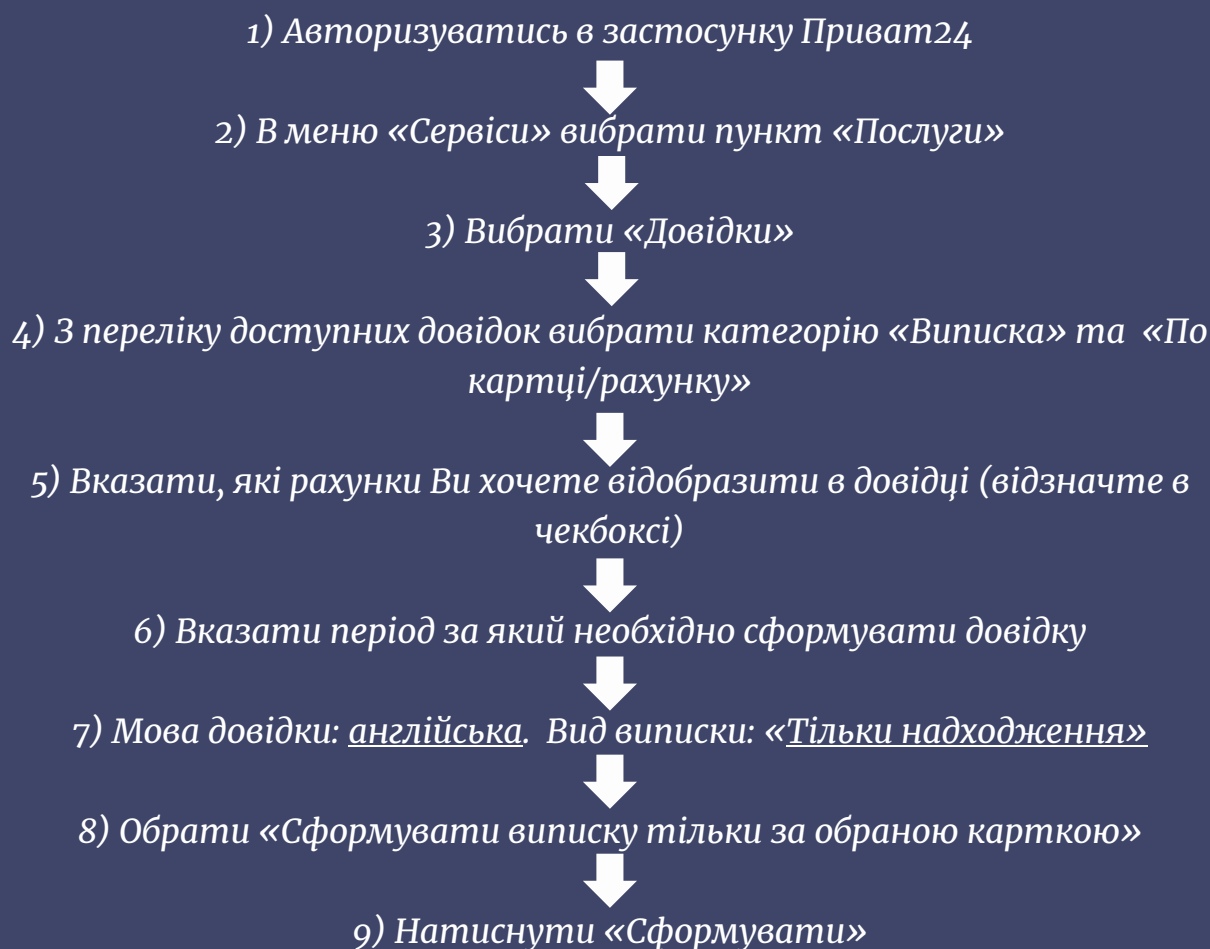 1) Авторизуватись в застосунку Приват24
2) В меню «Сервіси» вибрати пункт «Послуги»
3) Вибрати «Довідки»
4) З переліку доступних довідок вибрати категорію «Виписка» та «По
картці/рахунку»
5) Вказати, які рахунки Ви хочете відобразити в довідці (відзначте в
чекбоксі)
6) Вказати період за який необхідно сформувати довідку
7) Мова довідки: англійська. Вид виписки: «Тільки надходження»
8) Обрати «Сформувати виписку тільки за обраною карткою»
9) Натиснути «Сформувати»